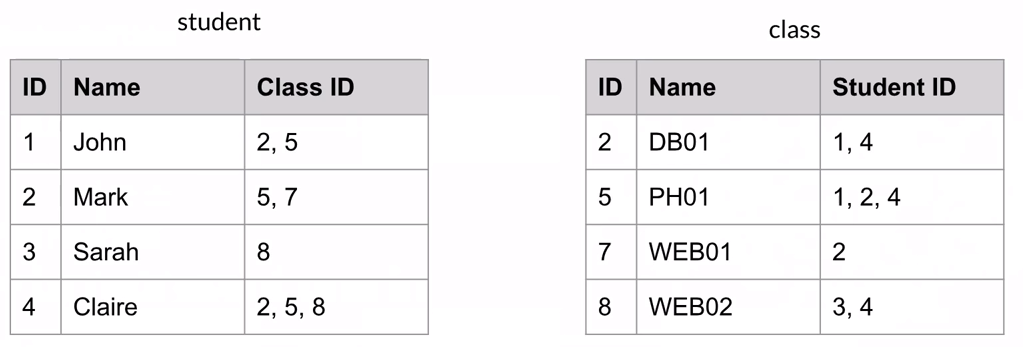 student
ID Name Class ID
1 John 2, 5
2 Mark 5, 7
3 Sarah 8
4 Claire 2, 5, 8
class
ID Name Student ID
2 DB01 1, 4
5 PH01 1, 2, 4
7 WEB01 2
8 WEB02 3, 4